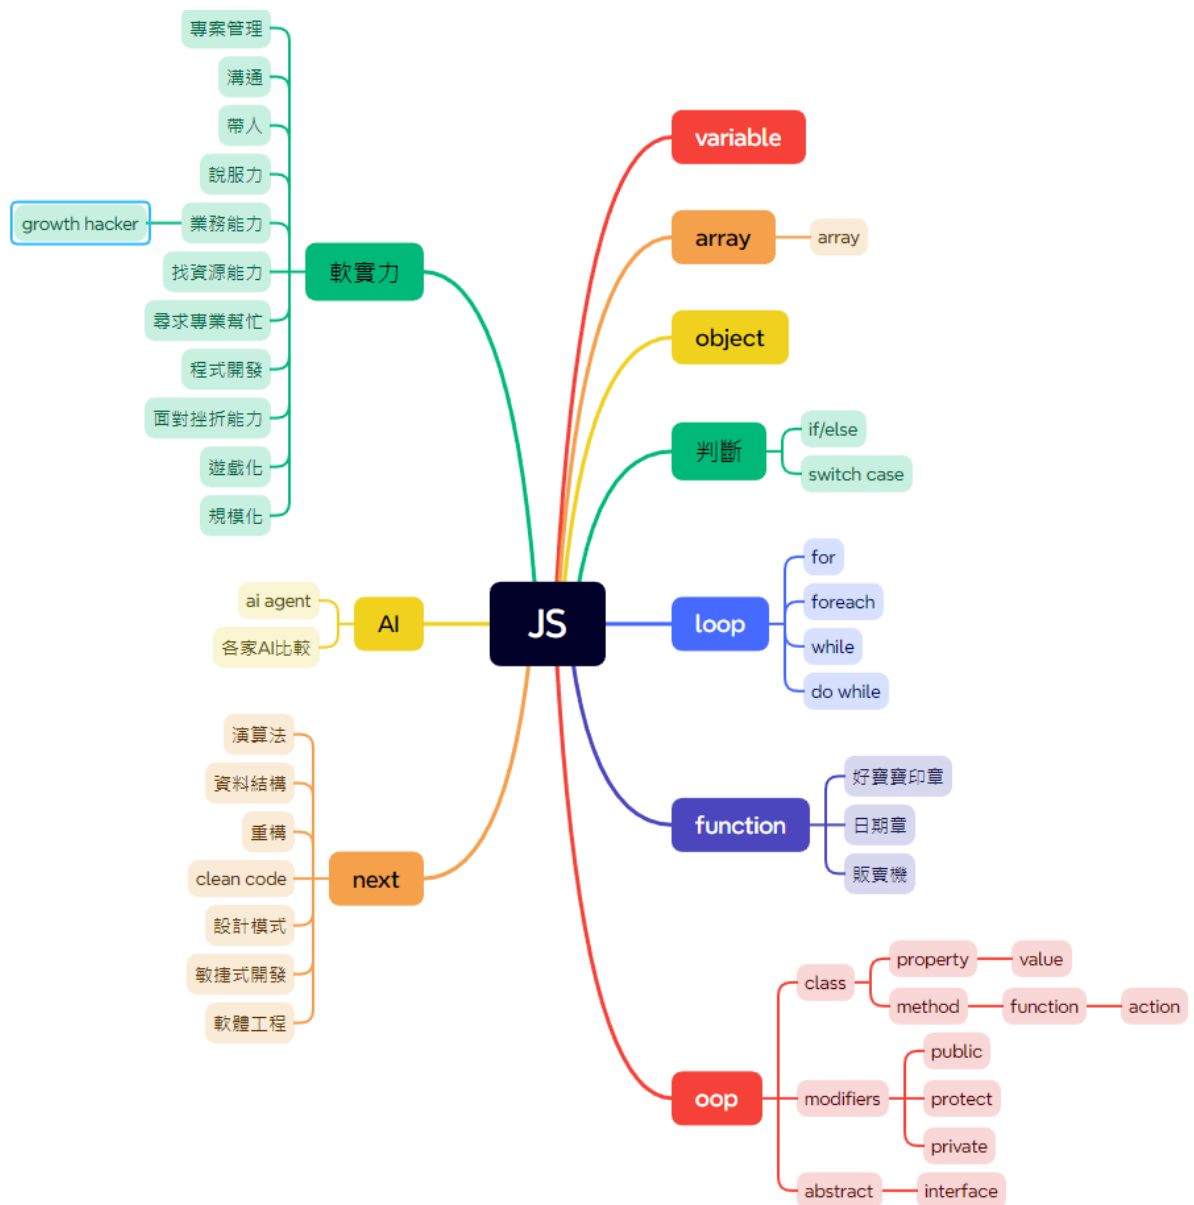 JS
variable
array
array
object
判斷
if/else
switch case
loop
for
foreach
while
do while
function
好寶寶印章
日期章
販賣機
oop
class
property
value
method
function
action
modifiers
public
protect
private
abstract
interface
軟實力
專案管理
溝通
帶人
說服力
業務能力
growth hacker
找資源能力
尋求專業幫忙
程式開發
面對挫折能力
遊戲化
規模化
AI
ai agent
各家AI比較
next
演算法
資料結構
重構
clean code
設計模式
敏捷式開發
軟體工程